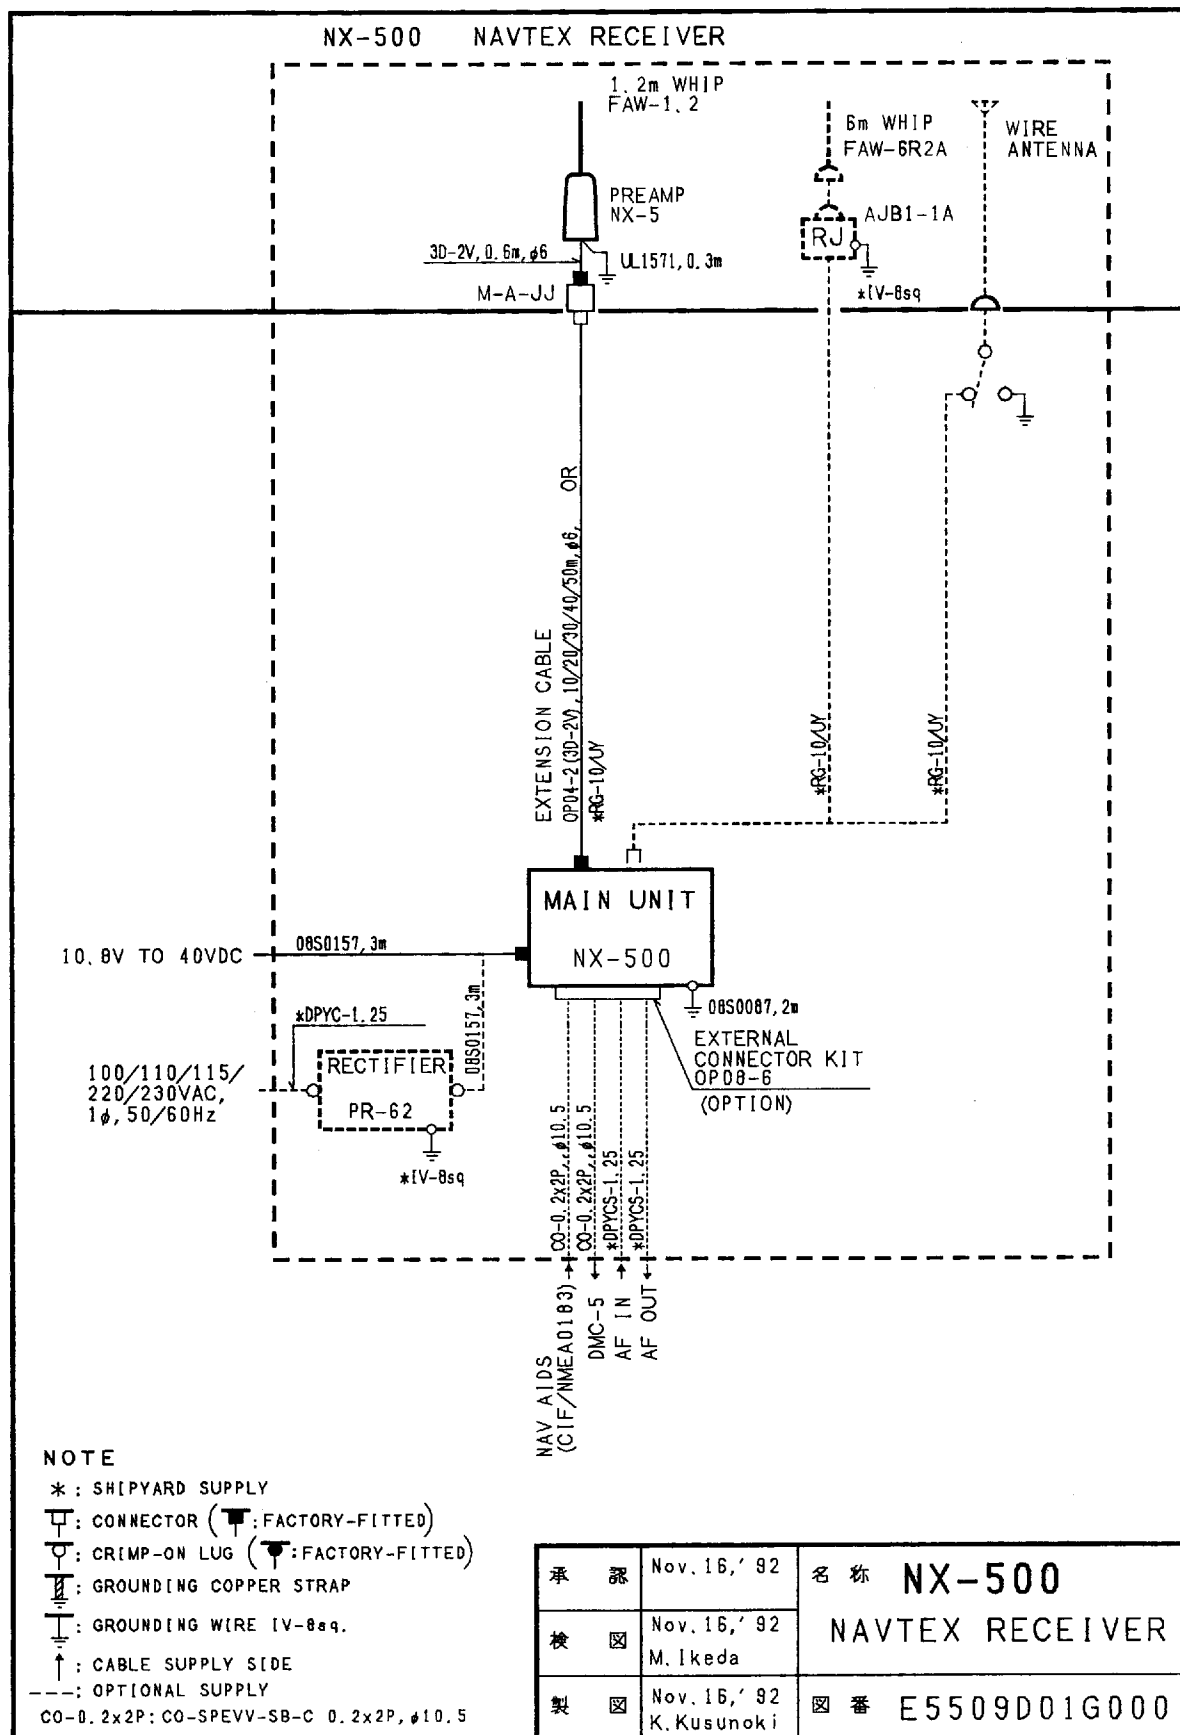 NX-500 NAVTEX RECEIVER
1.2m WHIP
FAW-1.2
6m WHIP
FAW-6R2A
WIRE
ANTENNA
PREAMP
NX-5
AJB1-1A
RJ
3D-2V, 0.6m, φ6
UL1571, 0.3m
M-A-JJ
*IV-8sq
EXTENSION CABLE
OP04-2(3D-2V), 10/20/30/40/50m, φ6, OR
*RG-10/UY
*RG-10/UY
*RG-10/UY
MAIN UNIT
NX-500
10.8V TO 40VDC
08S0157, 3m
*DPYC-1.25
08S0157, 3m
08S0087, 2m
100/110/115/
220/230VAC,
1φ, 50/60Hz
RECTIFIER
PR-62
*IV-8sq
EXTERNAL
CONNECTOR KIT
OP08-6
(OPTION)
CO-0.2x2P, φ10.5
CO-0.2x2P, φ10.5
*DPYCS-1.25
*DPYCS-1.25
NAV AIDS
(CIF/NMEA0183)
DMC-5
AF IN
AF OUT
NOTE
* : SHIPYARD SUPPLY
: CONNECTOR ( : FACTORY-FITTED)
: CRIMP-ON LUG ( : FACTORY-FITTED)
: GROUNDING COPPER STRAP
: GROUNDING WIRE IV-8sq.
: CABLE SUPPLY SIDE
---: OPTIONAL SUPPLY
CO-0.2x2P: CO-SPEVV-SB-C 0.2x2P, φ10.5
承認 Nov. 16,'92
検図 Nov. 16,'92
M. Ikeda
製図 Nov. 16,'92
K. Kusunoki
名称 NX-500
NAVTEX RECEIVER
図番 E5509D01G000